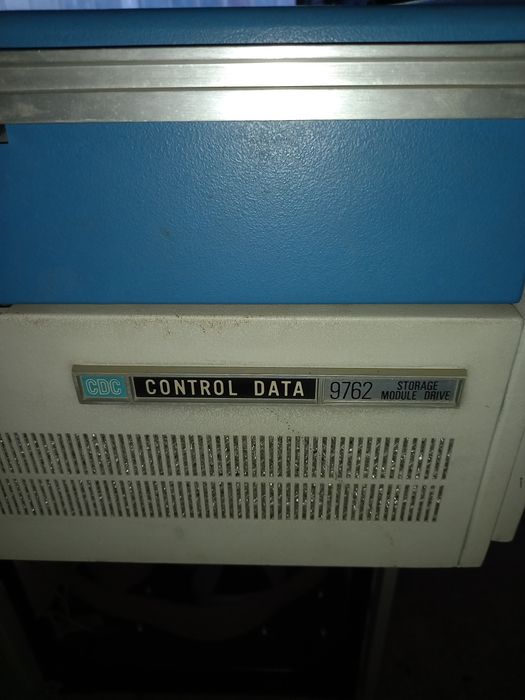 CDC CONTROL DATA 9762 STORAGE
MODULE DRIVE